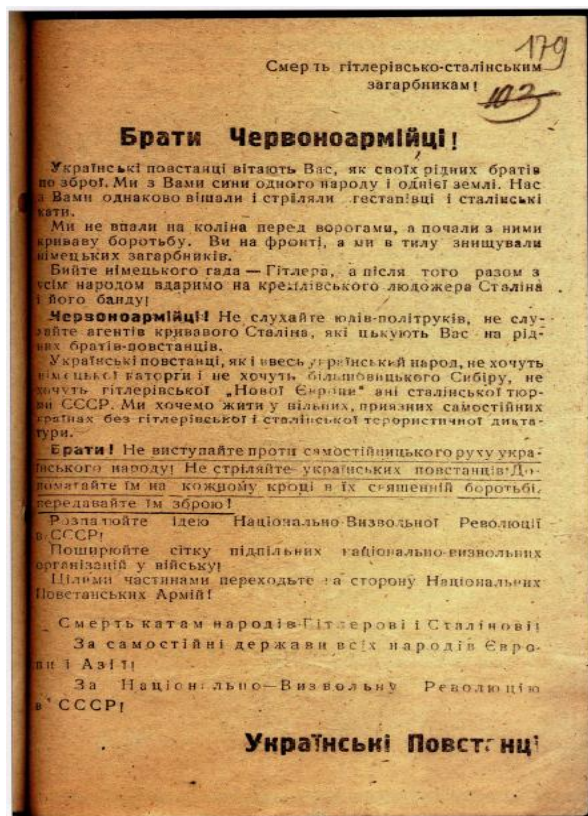 179
103
Смерть гітлерівсько-сталінським
загарбникам!
Брати Червоноармійці!
Українські повстанці вітають Вас, як своїх рідних братів
по зброї. Ми з Вами сини одного народу і однієї землі. Нас
з Вами однаково вішали і стріляли гестапівці і сталінські
кати.
Ми не впали на коліна перед ворогами, а почали з ними
криваву боротьбу. Ви на фронті, а ми в тилу знищували
німецьких загарбників.
Бийте німецького гада — Гітлера, а після того разом з
усім народом вдаримо на кремлівського людожера Сталіна
і його банду!
Червоноармійці! Не слухайте юдів-політруків, не слу-
хайте агентів кривавого Сталіна, які цькують Вас на рід-
них братів-повстанців.
Українські повстанці, як і ввесь український народ, не хочуть
німецької каторги і не хочуть більшовицького Сибіру, не
хочуть гітлерівської „Нової Європи" ані сталінської тюр-
ми СССР. Ми хочемо жити у вільних, приязних самостійних
країнах без гітлерівської і сталінської терористичної дикта-
тури.
Брати! Не виступайте проти самостійницького руху укра-
їнського народу! Не стріляйте українських повстанців! До-
помагайте їм на кожному кроці в їх священній боротьбі,
передавайте їм зброю!
Розпалюйте ідею Національно-Визвольної Революції
в СССР!
Поширюйте сітку підпільних національно-визвольних
організацій у війську!
Цілими частинами переходьте на сторону Національних
Повстанських Армій!
Смерть катам народів-Гітлерові і Сталінові!
За самостійні держави всіх народів Євро-
пи і Азії!
За Національно—Визвольну Революцію
в СССР!
Українські Повстанці